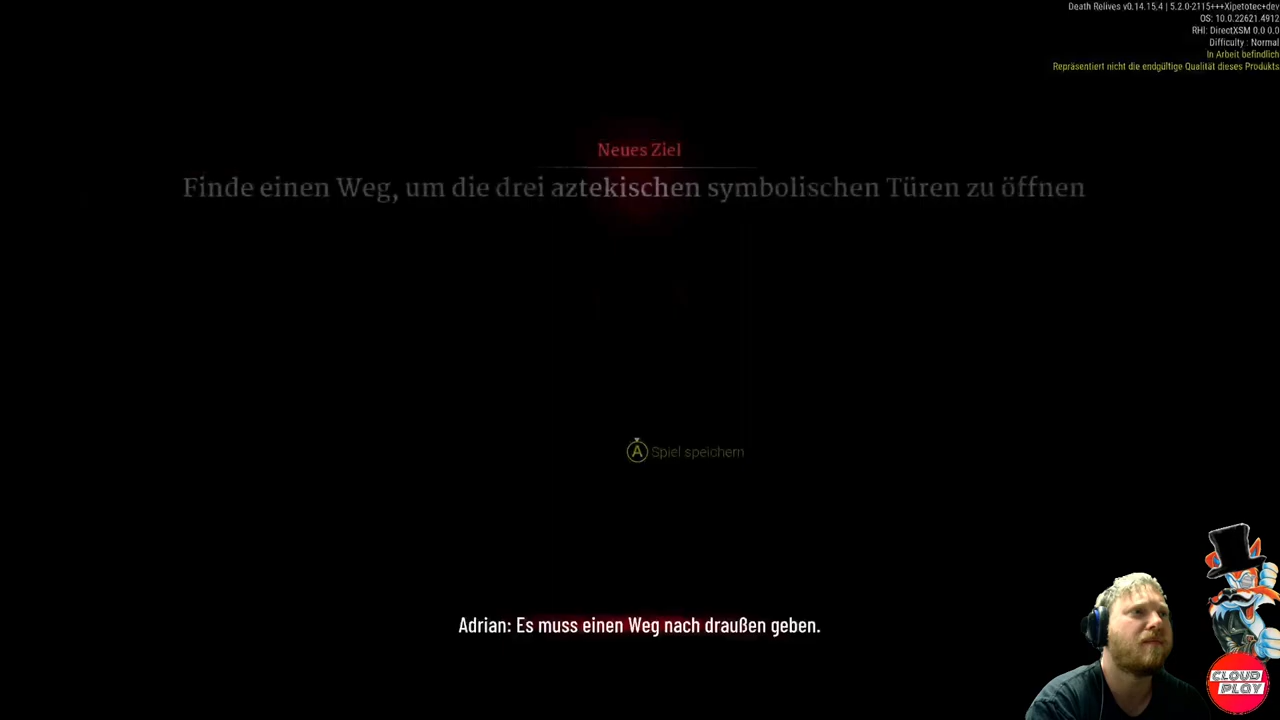 Death Relives v0.14.15,4 | 5.2.0-2115+++Xipetotec+dev
OS: 10.0.22621.4912
RHI: DirectXSM 0.0 0.0
Difficulty : Normal
In Arbeit befindlich
Repräsentiert nicht die endgültige Qualität dieses Produkts
Neues Ziel
Finde einen Weg, um die drei aztekischen symbolischen Türen zu öffnen
A Spiel speichern
Adrian: Es muss einen Weg nach draußen geben.
CLOUD
PLAY